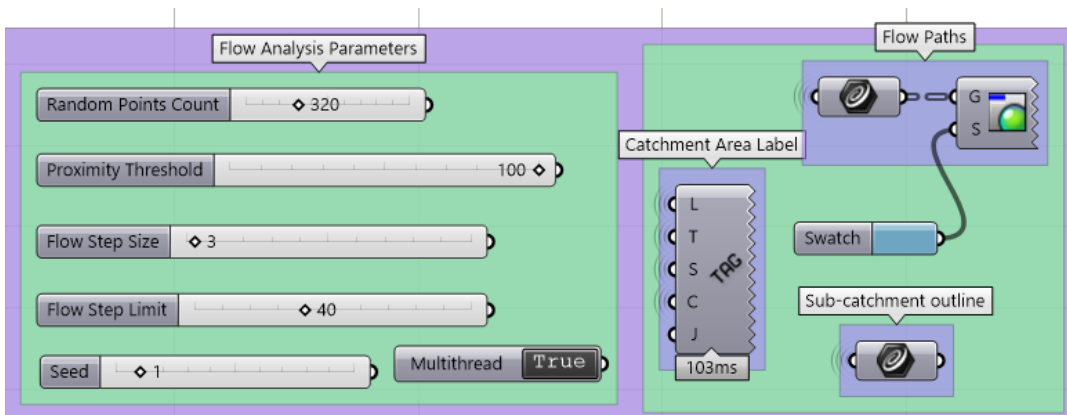 Flow Analysis Parameters
Random Points Count 320
Proximity Threshold 100
Flow Step Size 3
Flow Step Limit 40
Seed 1
Multithread True
Catchment Area Label
L
T
S
C
J
TAG
103ms
Flow Paths
G
S
Swatch
Sub-catchment outline